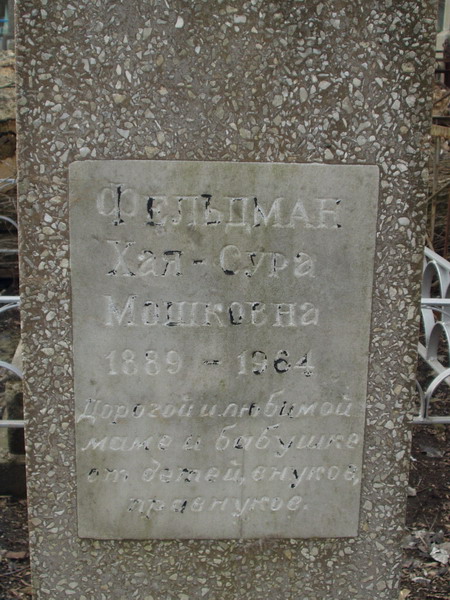 Фельдман
Хая-Сура
Мошковна
1889 - 1964
Дорогой и любимой
маме и бабушке
от детей, внуков,
правнуков.